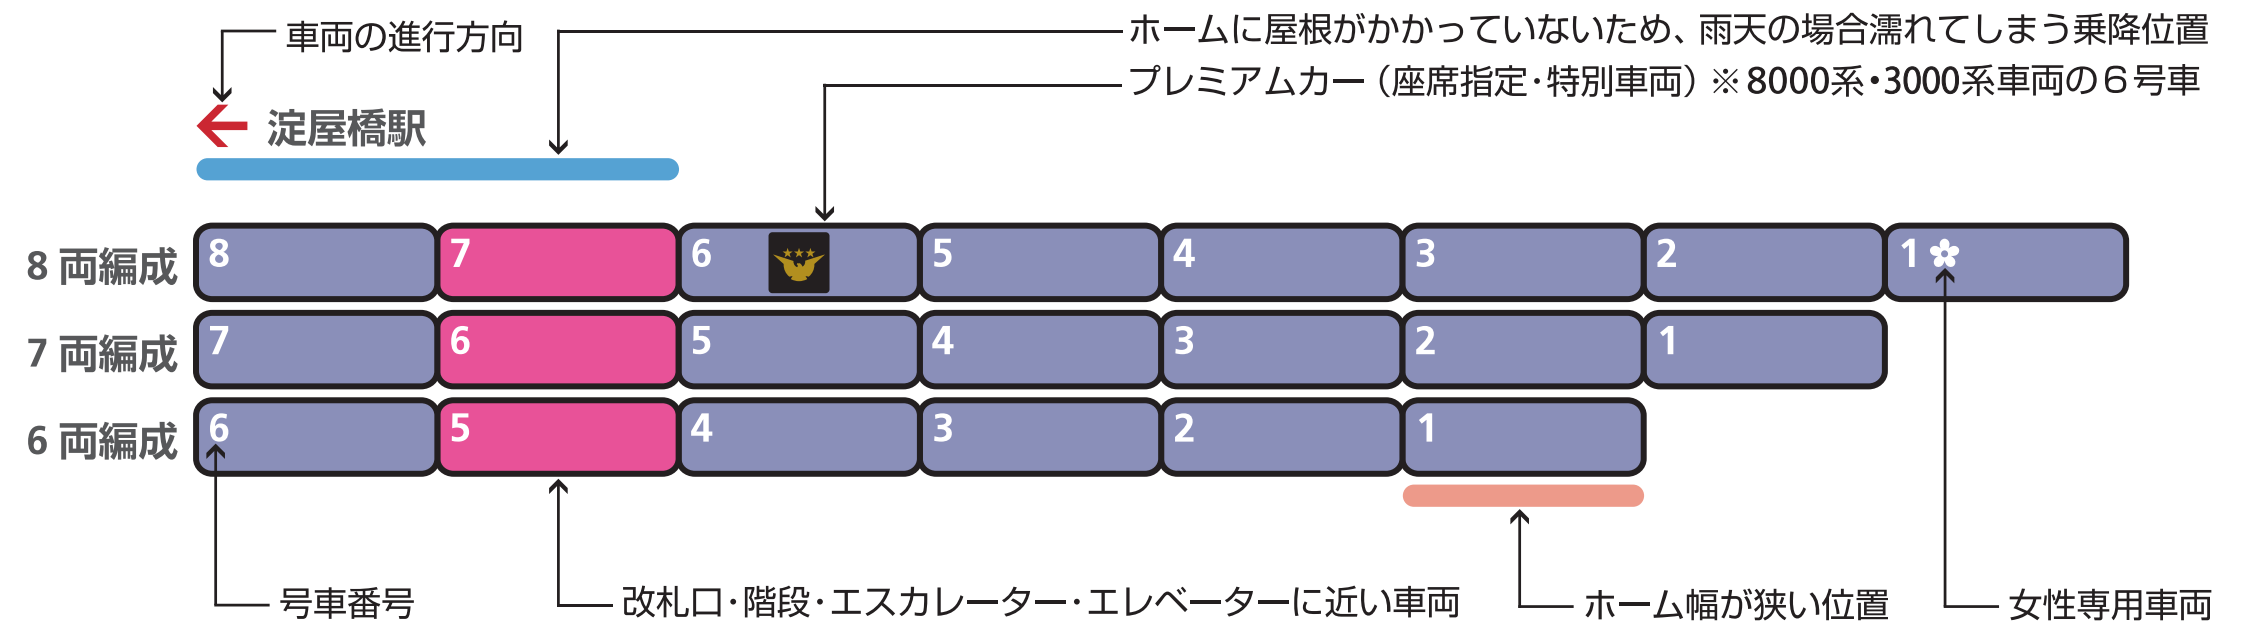 車両の進行方向
ホームに屋根がかかっていないため、雨天の場合濡れてしまう乗降位置
プレミアムカー（座席指定・特別車両）※8000系・3000系車両の６号車
淀屋橋駅
8両編成 8 7 6 5 4 3 2 1
7両編成 7 6 5 4 3 2 1
6両編成 6 5 4 3 2 1
号車番号
改札口・階段・エスカレーター・エレベーターに近い車両
ホーム幅が狭い位置
女性専用車両